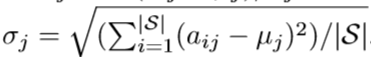 σ_j = √((∑_{i=1}^{|𝒮|}(a_{ij} − μ_j)²)/|𝒮|.